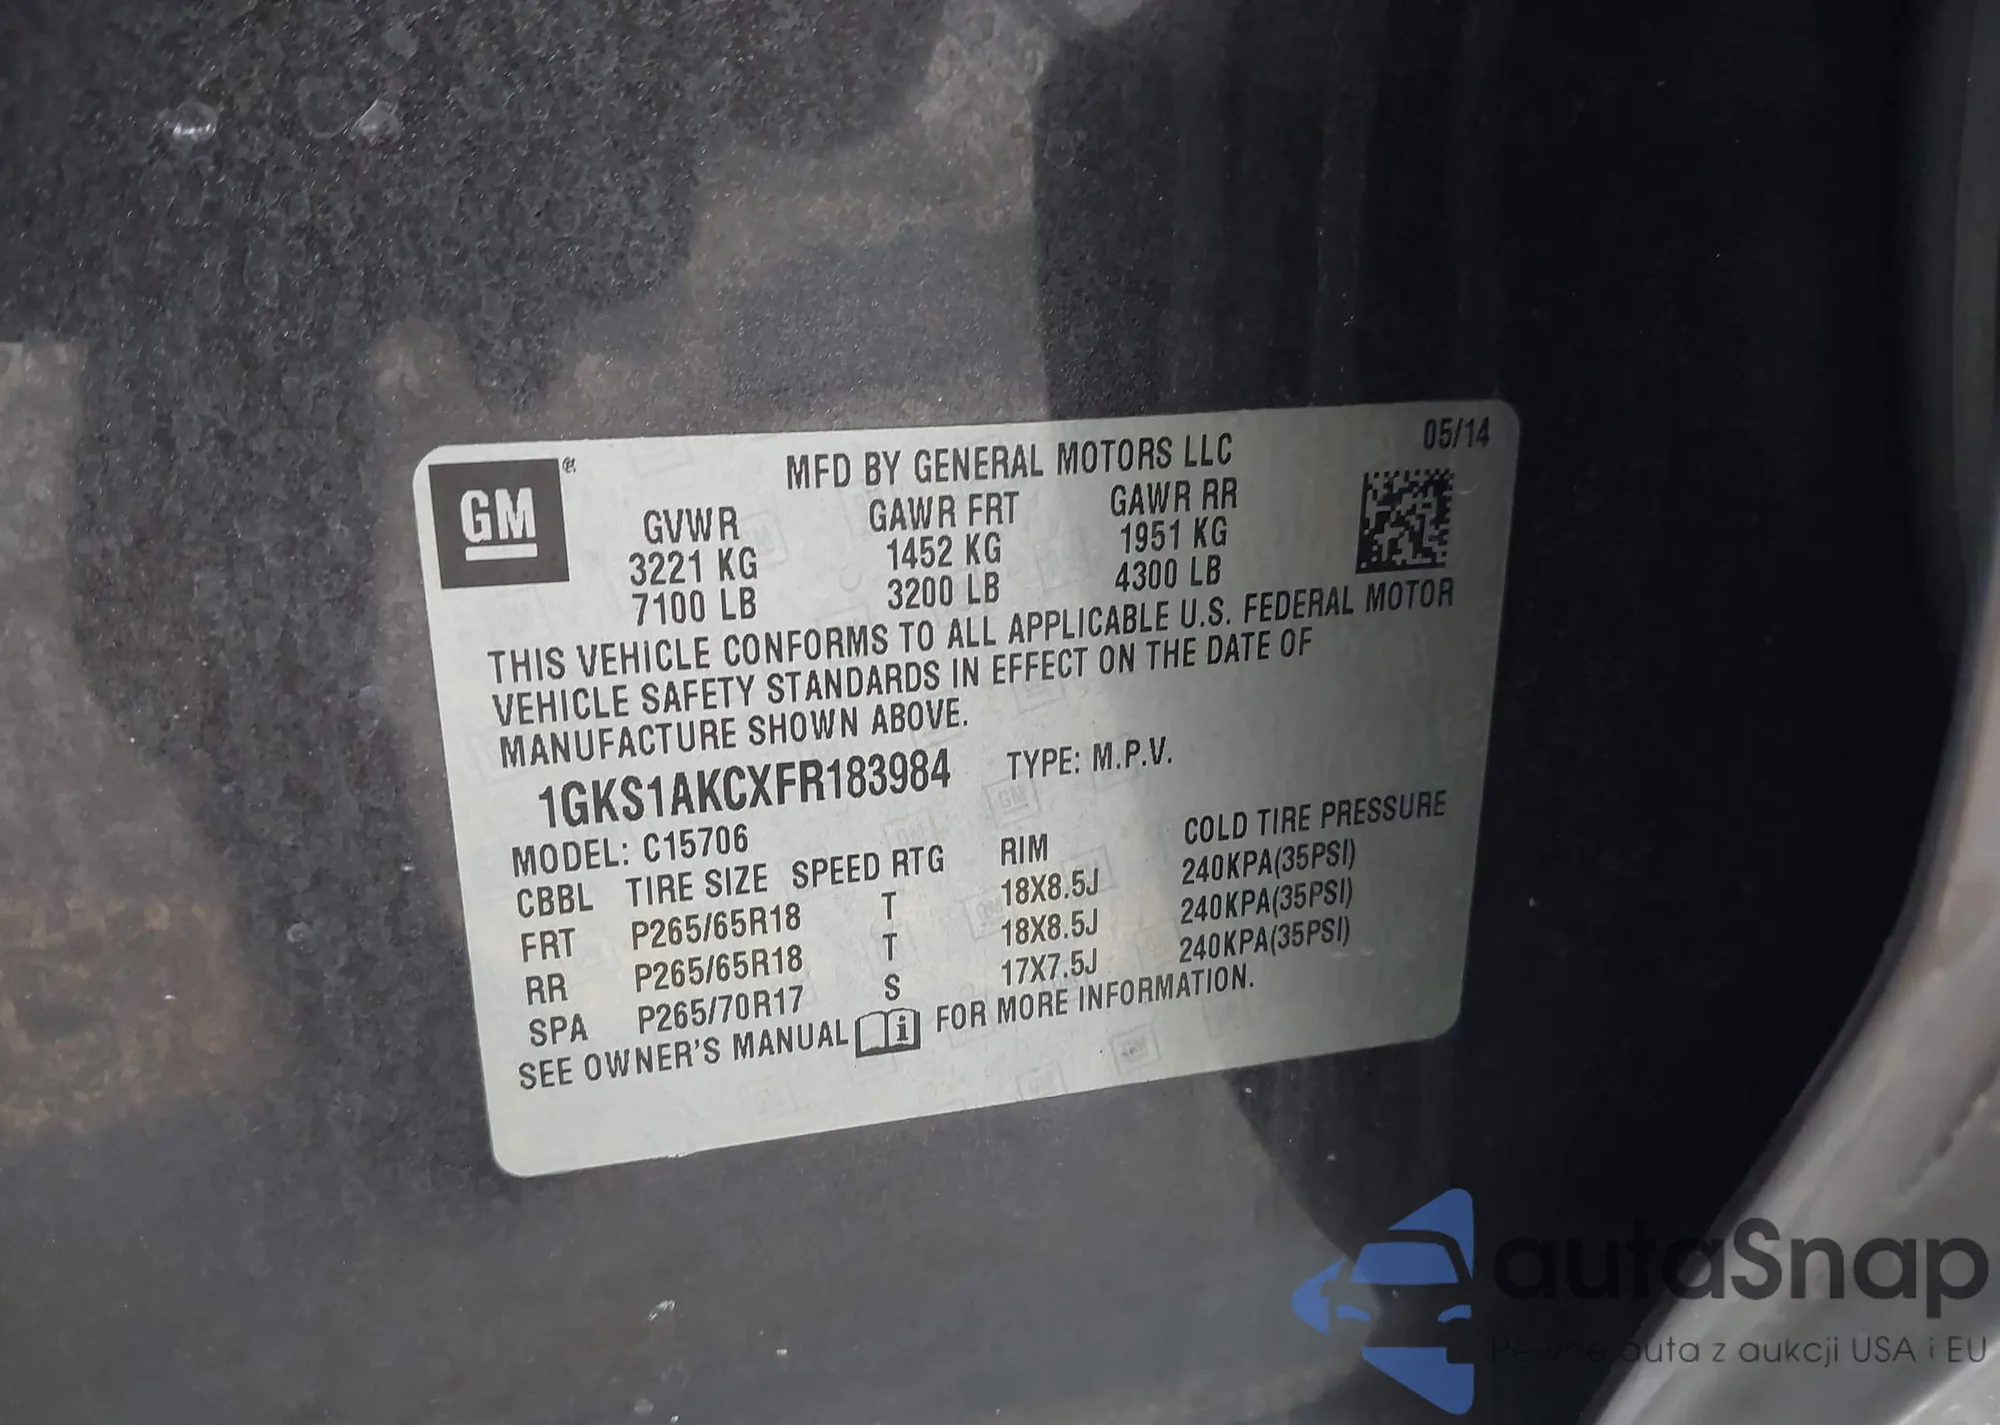 05/14
GM
MFD BY GENERAL MOTORS LLC
GVWR GAWR FRT GAWR RR
3221 KG 1452 KG 1951 KG
7100 LB 3200 LB 4300 LB
THIS VEHICLE CONFORMS TO ALL APPLICABLE U.S. FEDERAL MOTOR
VEHICLE SAFETY STANDARDS IN EFFECT ON THE DATE OF
MANUFACTURE SHOWN ABOVE.
1GKS1AKCXFR183984 TYPE: M.P.V.
MODEL: C15706
CBBL TIRE SIZE SPEED RTG RIM COLD TIRE PRESSURE
FRT P265/65R18 T 18X8.5J 240KPA(35PSI)
RR P265/65R18 T 18X8.5J 240KPA(35PSI)
SPA P265/70R17 S 17X7.5J 240KPA(35PSI)
SEE OWNER'S MANUAL i FOR MORE INFORMATION.
autaSnap
Pewne auta z aukcji USA i EU